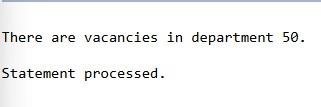 There are vacancies in department 50.
Statement processed.